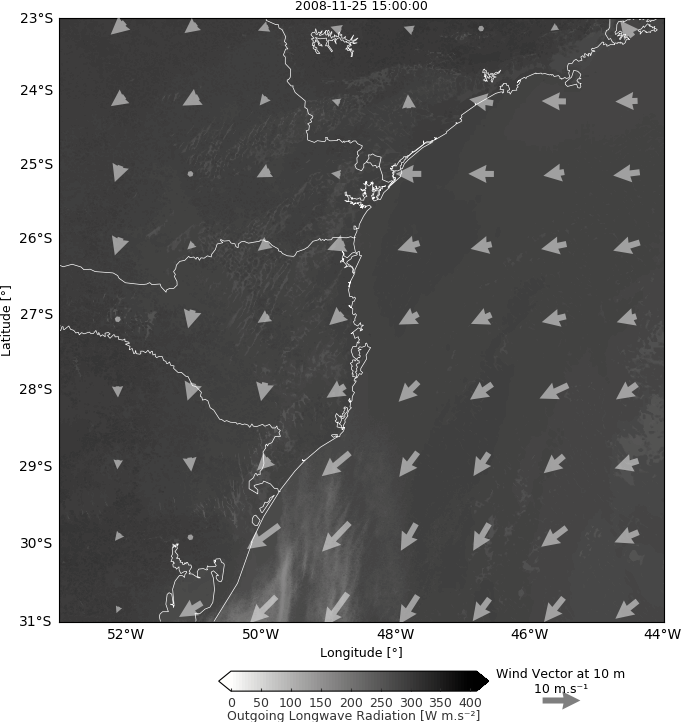 2008-11-25 15:00:00
23°S
24°S
25°S
26°S
27°S
28°S
29°S
30°S
31°S
Latitude [°]
52°W 50°W 48°W 46°W 44°W
Longitude [°]
Wind Vector at 10 m
10 m.s⁻¹
0 50 100 150 200 250 300 350 400
Outgoing Longwave Radiation [W m.s⁻²]